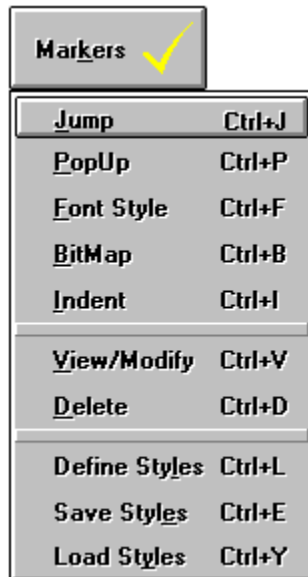 Markers
Jump Ctrl+J
PopUp Ctrl+P
Font Style Ctrl+F
BitMap Ctrl+B
Indent Ctrl+I
View/Modify Ctrl+V
Delete Ctrl+D
Define Styles Ctrl+L
Save Styles Ctrl+E
Load Styles Ctrl+Y